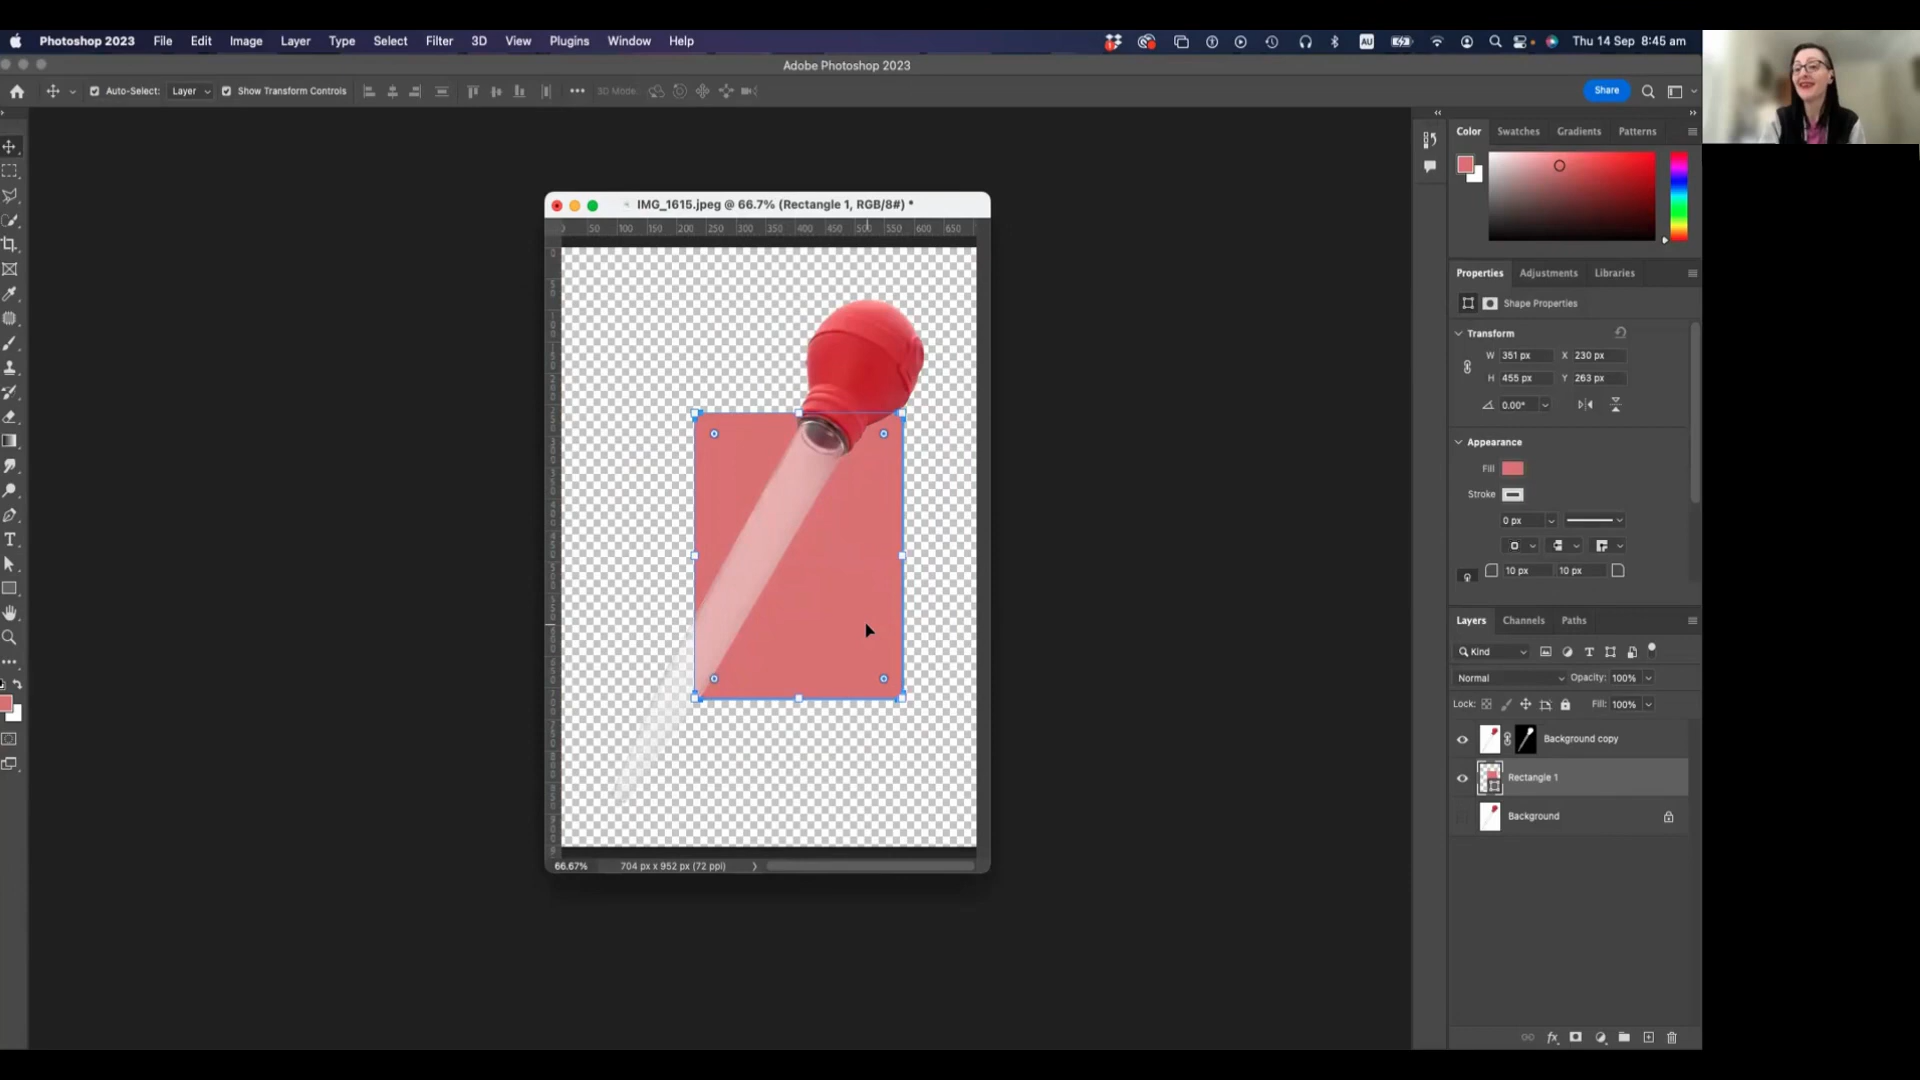 Photoshop 2023 File Edit Image Layer Type Select Filter 3D View Plugins Window Help AU Thu 14 Sep 8:45 am
Adobe Photoshop 2023
Auto-Select: Layer Show Transform Controls 3D Mode: Share
Color Swatches Gradients Patterns
IMG_1615.jpeg @ 66.7% (Rectangle 1, RGB/8#) *
0 50 100 150 200 250 300 350 400 450 500 550 600 650
Properties Adjustments Libraries
Shape Properties
Transform
W 351 px X 230 px
H 455 px Y 263 px
0.00°
Appearance
Fill
Stroke
0 px
10 px 10 px
Layers Channels Paths
Kind
Normal Opacity: 100%
Lock: Fill: 100%
Background copy
Rectangle 1
Background
66.67% 704 px x 952 px (72 ppi)
fx